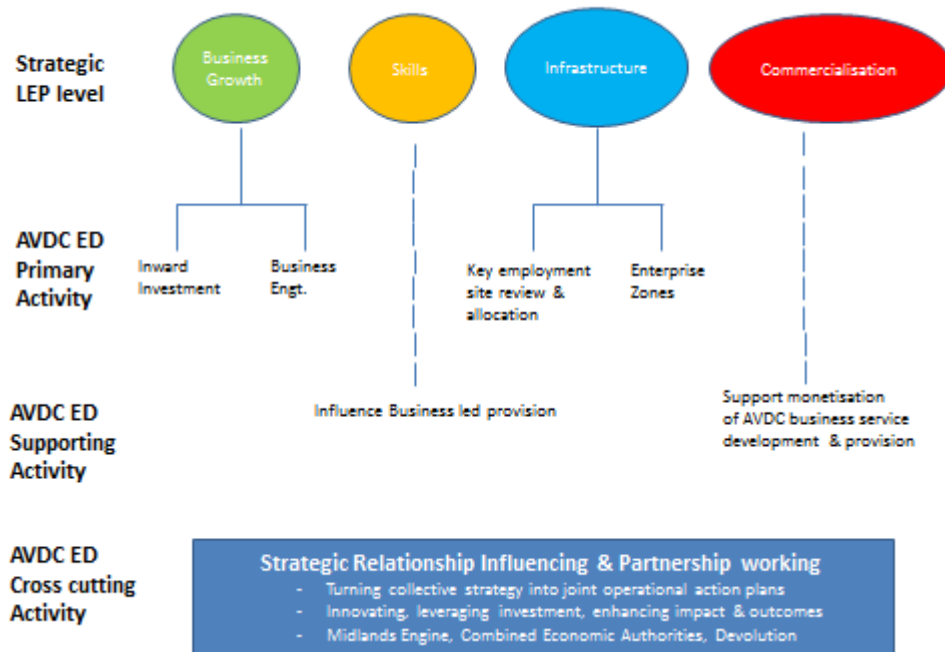 Strategic
LEP level
Business
Growth
Skills
Infrastructure
Commercialisation
AVDC ED
Primary
Activity
Inward
Investment
Business
Engt.
Key employment
site review &
allocation
Enterprise
Zones
AVDC ED
Supporting
Activity
Influence Business led provision
Support monetisation
of AVDC business service
development & provision
AVDC ED
Cross cutting
Activity
Strategic Relationship Influencing & Partnership working
- Turning collective strategy into joint operational action plans
- Innovating, leveraging investment, enhancing impact & outcomes
- Midlands Engine, Combined Economic Authorities, Devolution